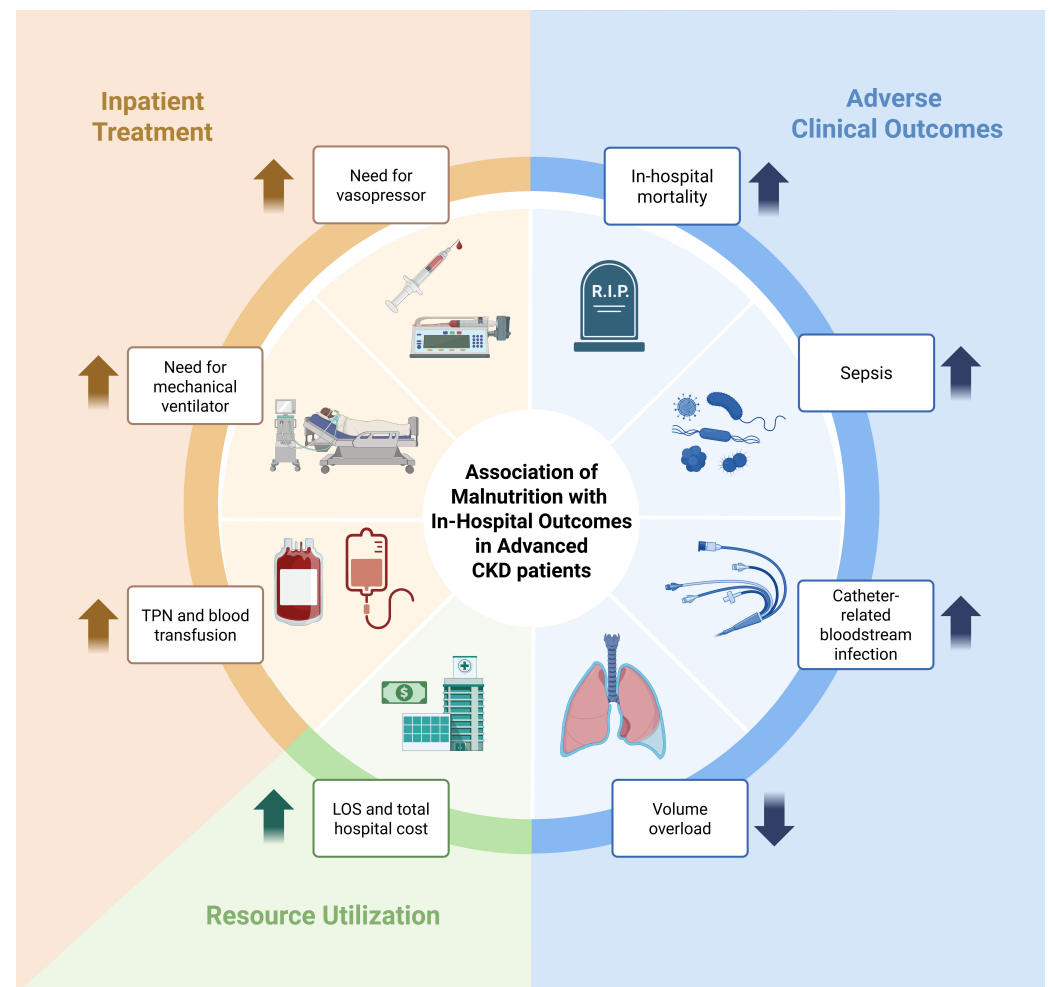 Inpatient
Treatment
Adverse
Clinical Outcomes
Need for
vasopressor
In-hospital
mortality
R.I.P.
Need for
mechanical
ventilator
Sepsis
Association of
Malnutrition with
In-Hospital Outcomes
in Advanced
CKD patients
TPN and blood
transfusion
Catheter-
related
bloodstream
infection
$
LOS and total
hospital cost
Volume
overload
Resource Utilization